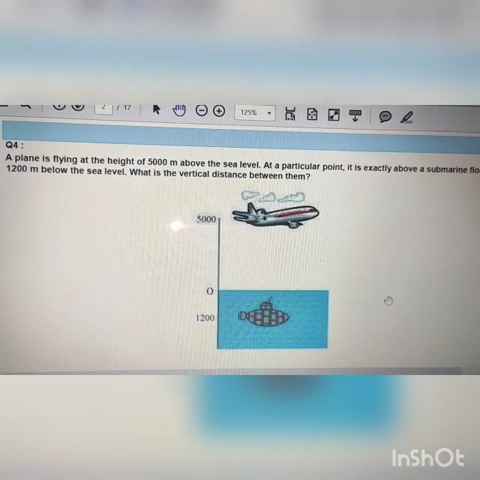 2 / 17
125%
Q4 :
A plane is flying at the height of 5000 m above the sea level. At a particular point, it is exactly above a submarine flo
1200 m below the sea level. What is the vertical distance between them?
5000
O
1200
InShOt